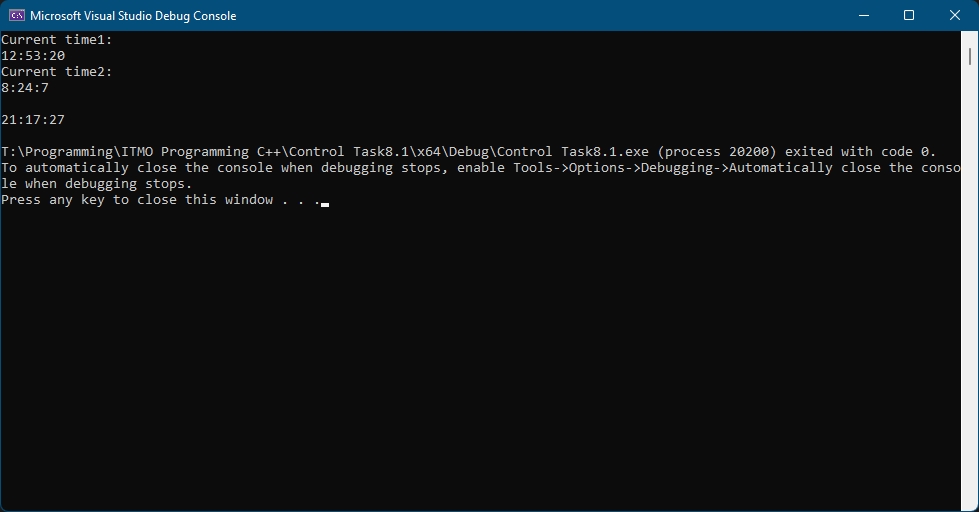 Microsoft Visual Studio Debug Console
Current time1:
12:53:20
Current time2:
8:24:7
21:17:27
T:\Programming\ITMO Programming C++\Control Task8.1\x64\Debug\Control Task8.1.exe (process 20200) exited with code 0.
To automatically close the console when debugging stops, enable Tools->Options->Debugging->Automatically close the conso
le when debugging stops.
Press any key to close this window . . .